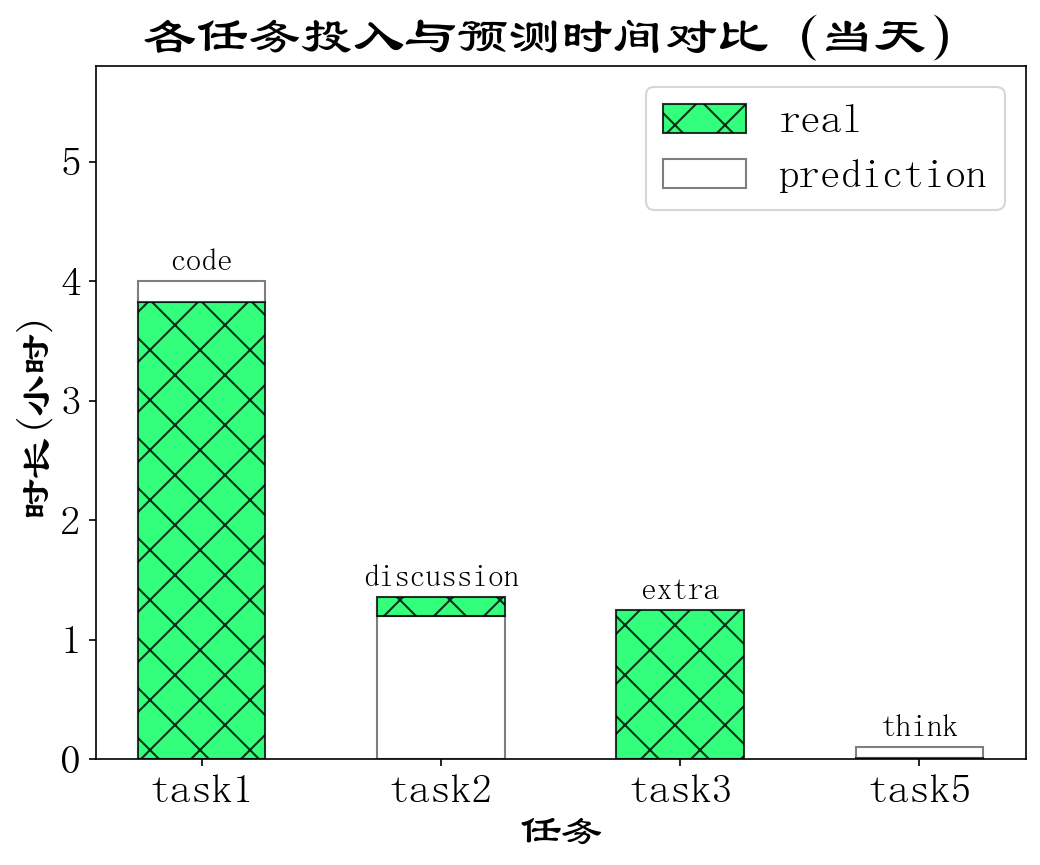 各任务投入与预测时间对比 (当天)
real
prediction
时长(小时)
5
4
3
2
1
0
code
discussion
extra
think
task1 task2 task3 task5
任务